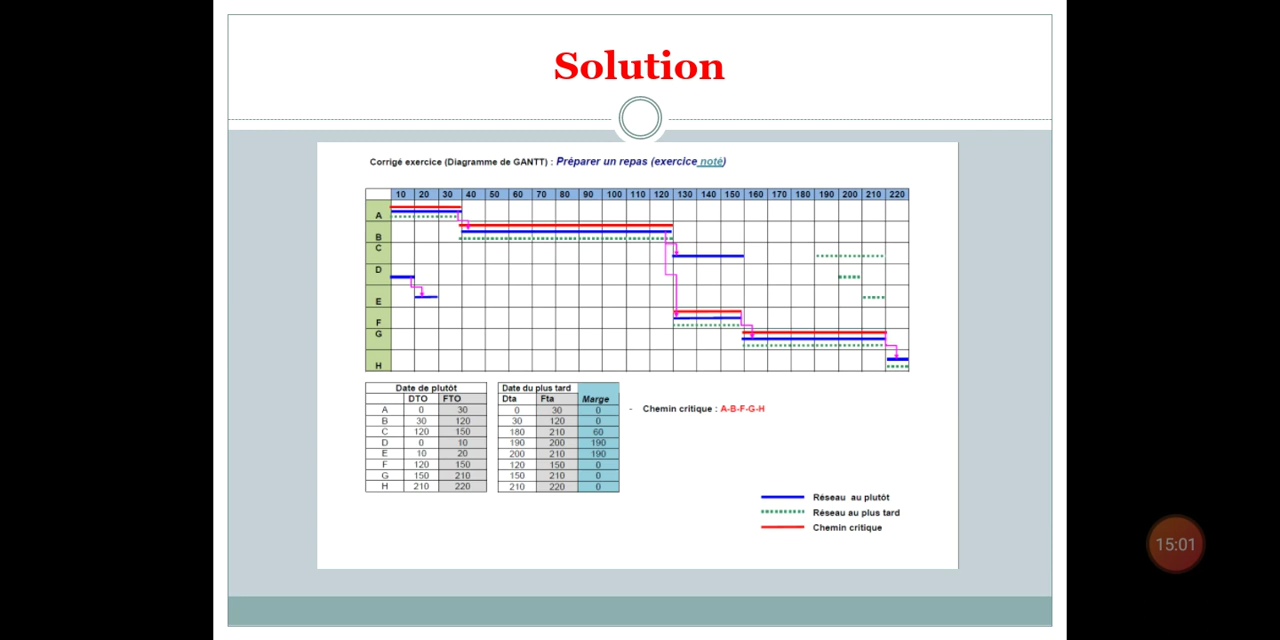 Solution
Corrigé exercice (Diagramme de GANTT) : Préparer un repas (exercice noté)
10 20 30 40 50 60 70 80 90 100 110 120 130 140 150 160 170 180 190 200 210 220
A
B
C
D
E
F
G
H
Date de plutôt
DTO FTO
A 0 30
B 30 120
C 120 150
D 0 10
E 10 20
F 120 150
G 150 210
H 210 220
Date du plus tard
Dta Fta Marge
0 30 0
30 120 0
180 210 60
190 200 190
200 210 190
120 150 0
150 210 0
210 220 0
- Chemin critique : A-B-F-G-H
Réseau au plutôt
Réseau au plus tard
Chemin critique
15:01